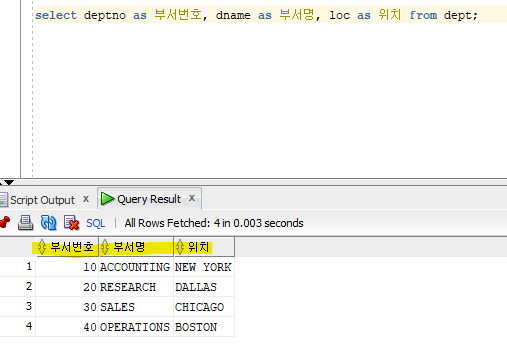 select deptno as 부서번호, dname as 부서명, loc as 위치 from dept;
Script Output x Query Result x
SQL | All Rows Fetched: 4 in 0.003 seconds
부서번호 부서명 위치
1 10 ACCOUNTING NEW YORK
2 20 RESEARCH DALLAS
3 30 SALES CHICAGO
4 40 OPERATIONS BOSTON